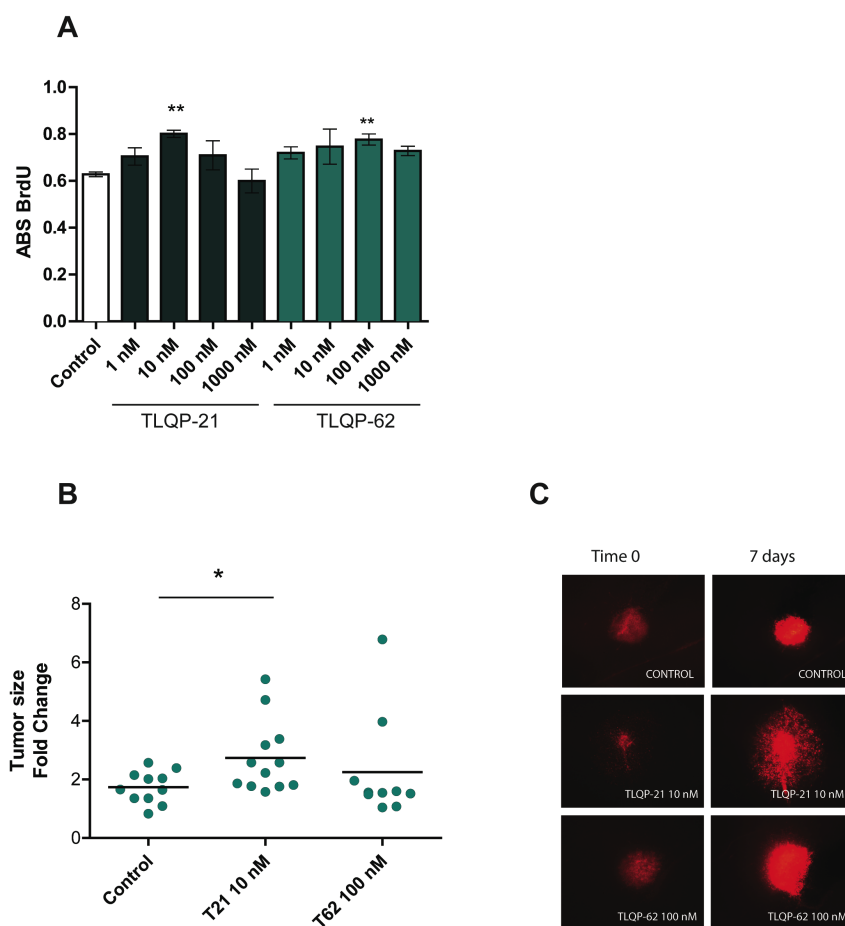 A
1.0
0.8
0.6
0.4
0.2
0.0
ABS BrdU
**
**
Control
1 nM
10 nM
100 nM
1000 nM
1 nM
10 nM
100 nM
1000 nM
TLQP-21
TLQP-62
B
8
6
4
2
0
Tumor size
Fold Change
*
Control
T21 10 nM
T62 100 nM
C
Time 0
7 days
CONTROL
CONTROL
TLQP-21 10 nM
TLQP-21 10 nM
TLQP-62 100 nM
TLQP-62 100 nM